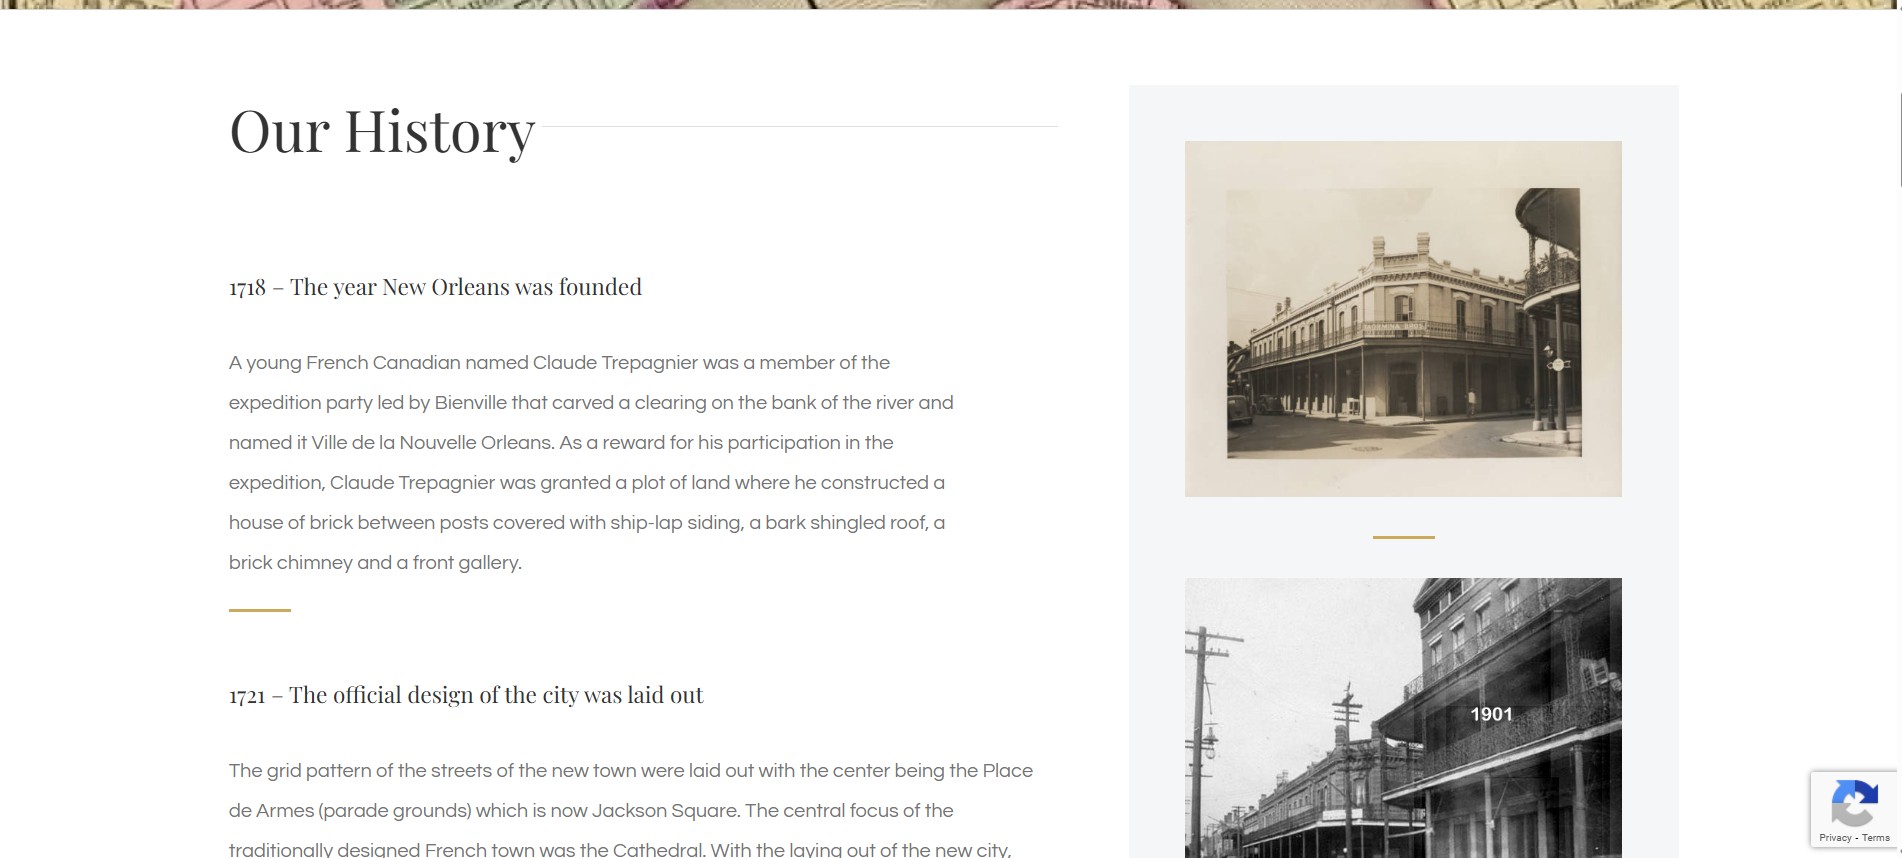 Our History
1718 – The year New Orleans was founded
A young French Canadian named Claude Trepagnier was a member of the
expedition party led by Bienville that carved a clearing on the bank of the river and
named it Ville de la Nouvelle Orleans. As a reward for his participation in the
expedition, Claude Trepagnier was granted a plot of land where he constructed a
house of brick between posts covered with ship-lap siding, a bark shingled roof, a
brick chimney and a front gallery.
1721 – The official design of the city was laid out
The grid pattern of the streets of the new town were laid out with the center being the Place
de Armes (parade grounds) which is now Jackson Square. The central focus of the
traditionally designed French town was the Cathedral. With the laying out of the new city,
1901
Privacy - Terms